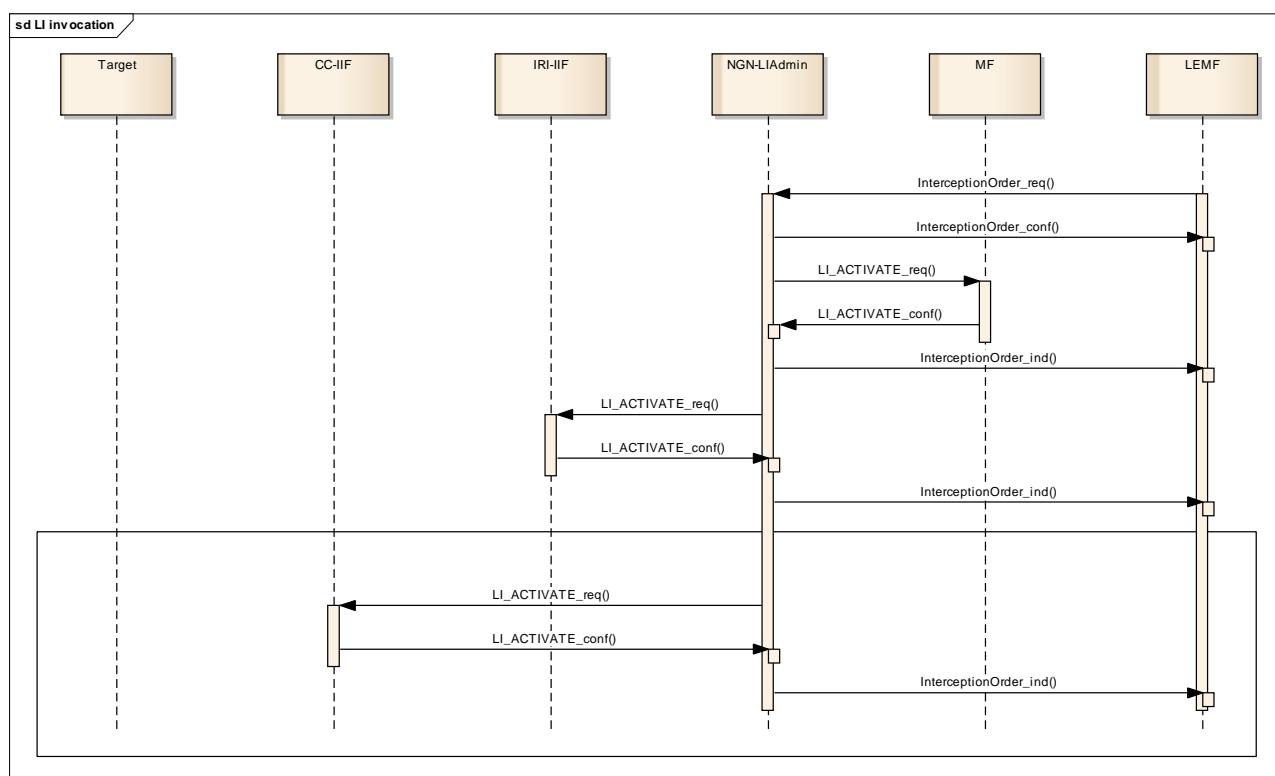 sd LI invocation
Target
CC-IIF
IRI-IIF
NGN-LIAdmin
MF
LEMF
InterceptionOrder_req()
InterceptionOrder_conf()
LI_ACTIVATE_req()
LI_ACTIVATE_conf()
InterceptionOrder_ind()
LI_ACTIVATE_req()
LI_ACTIVATE_conf()
InterceptionOrder_ind()
LI_ACTIVATE_req()
LI_ACTIVATE_conf()
InterceptionOrder_ind()